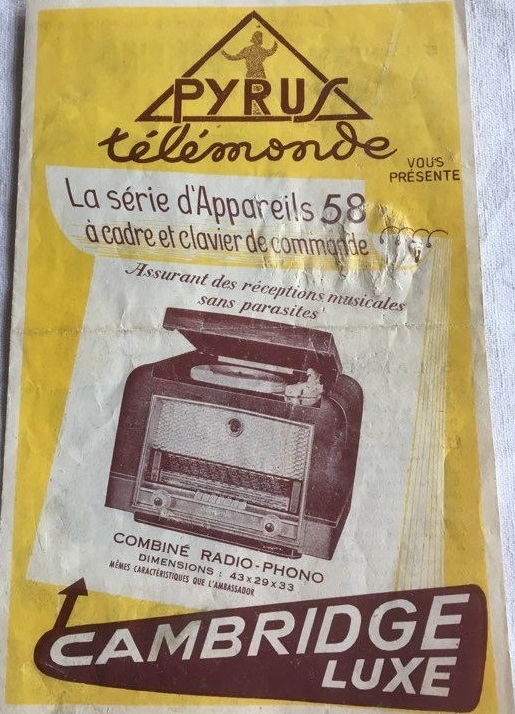 PYRUS
télémonde
VOUS
PRÉSENTE
La série d'Appareils 58
à cadre et clavier de commande
Assurant des réceptions musicales
sans parasites
COMBINÉ RADIO-PHONO
DIMENSIONS : 43x29x33
MÊMES CARACTÉRISTIQUES QUE L'AMBASSADOR
CAMBRIDGE
LUXE